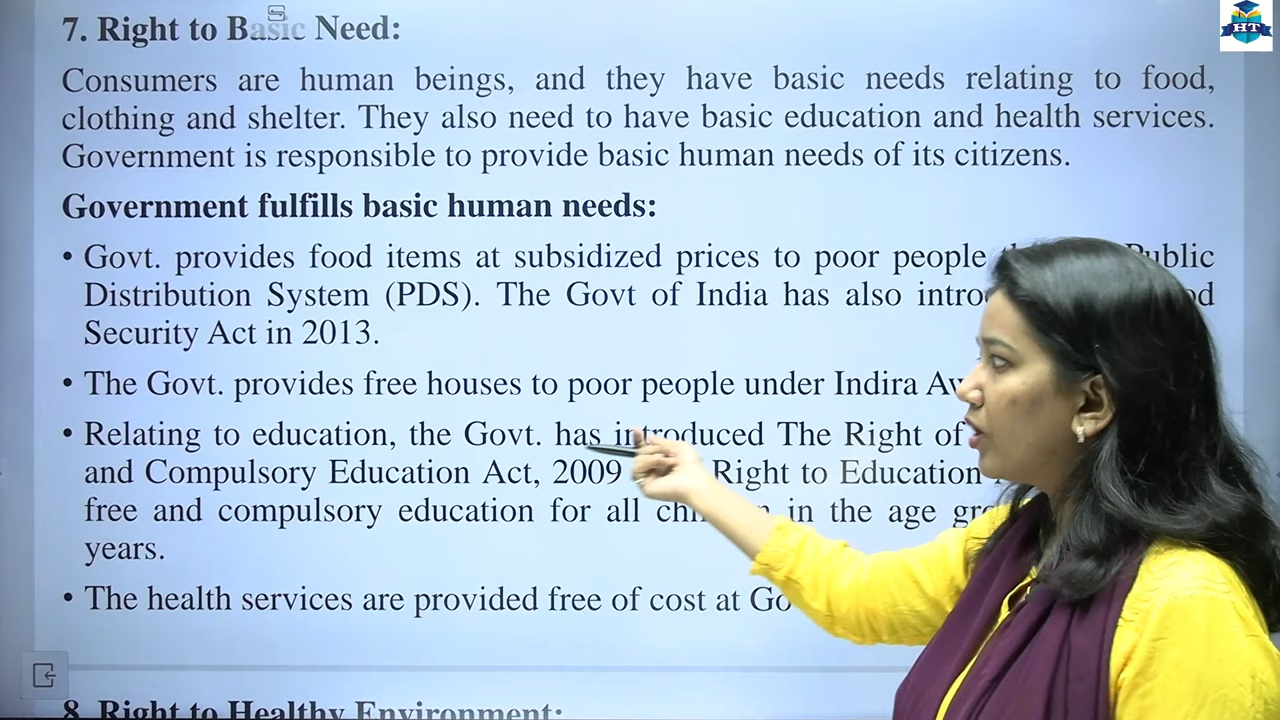 HT
7. Right to Basic Need:
Consumers are human beings, and they have basic needs relating to food,
clothing and shelter. They also need to have basic education and health services.
Government is responsible to provide basic human needs of its citizens.
Government fulfills basic human needs:
• Govt. provides food items at subsidized prices to poor people Public
Distribution System (PDS). The Govt of India has also
Security Act in 2013.
• The Govt. provides free houses to poor people under Indira
• Relating to education, the Govt. has introduced The Right of
and Compulsory Education Act, 2009 Right to Education
free and compulsory education for all in the age
years.
• The health services are provided free of cost at
8. Right to Healthy Environment: